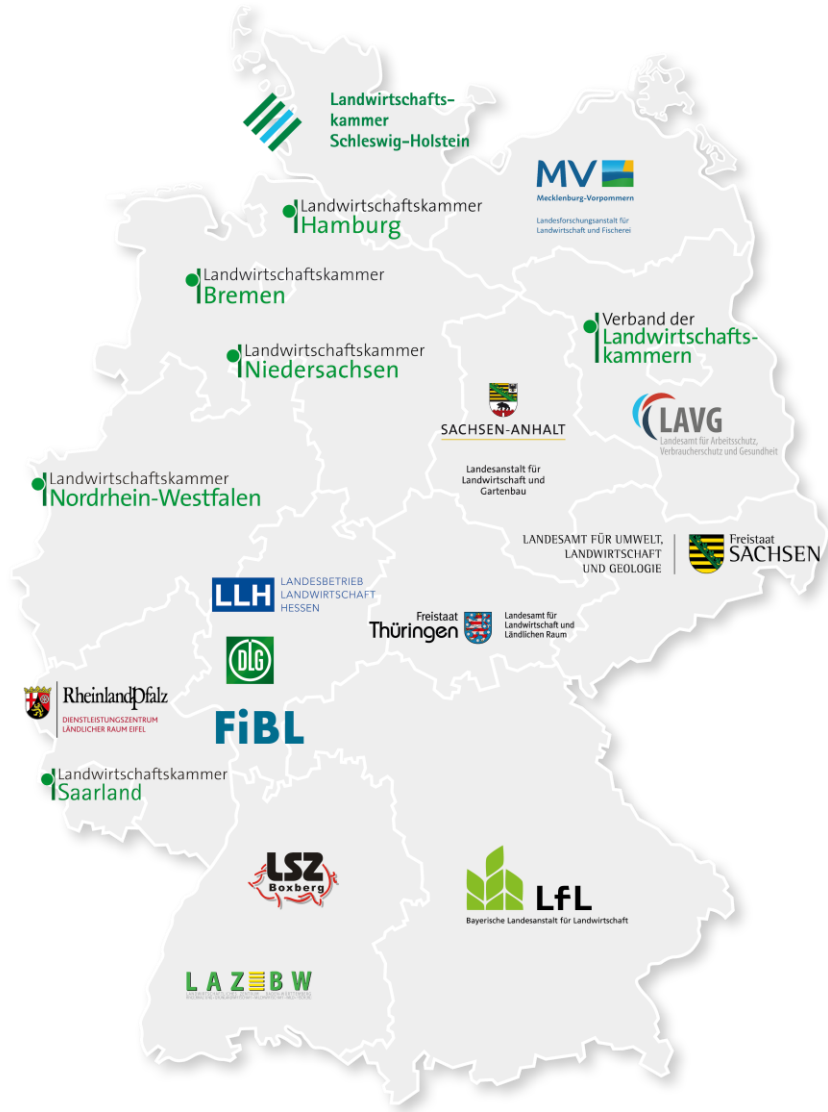 Landwirtschafts-
kammer
Schleswig-Holstein
MV
Mecklenburg-Vorpommern
Landesforschungsanstalt für
Landwirtschaft und Fischerei
Landwirtschaftskammer
Hamburg
Landwirtschaftskammer
Bremen
Verband der
Landwirtschafts-
kammern
Landwirtschaftskammer
Niedersachsen
SACHSEN-ANHALT
Landesanstalt für
Landwirtschaft und
Gartenbau
LAVG
Landesamt für Arbeitsschutz,
Verbraucherschutz und Gesundheit
Landwirtschaftskammer
Nordrhein-Westfalen
LANDESAMT FÜR UMWELT,
LANDWIRTSCHAFT
UND GEOLOGIE
Freistaat
SACHSEN
LLH
LANDESBETRIEB
LANDWIRTSCHAFT
HESSEN
Freistaat
Thüringen
Landesamt für
Landwirtschaft und
Ländlichen Raum
DLG
RheinlandPfalz
DIENSTLEISTUNGSZENTRUM
LÄNDLICHER RAUM EIFEL
FiBL
Landwirtschaftskammer
Saarland
LSZ
Boxberg
LfL
Bayerische Landesanstalt für Landwirtschaft
LAZBW